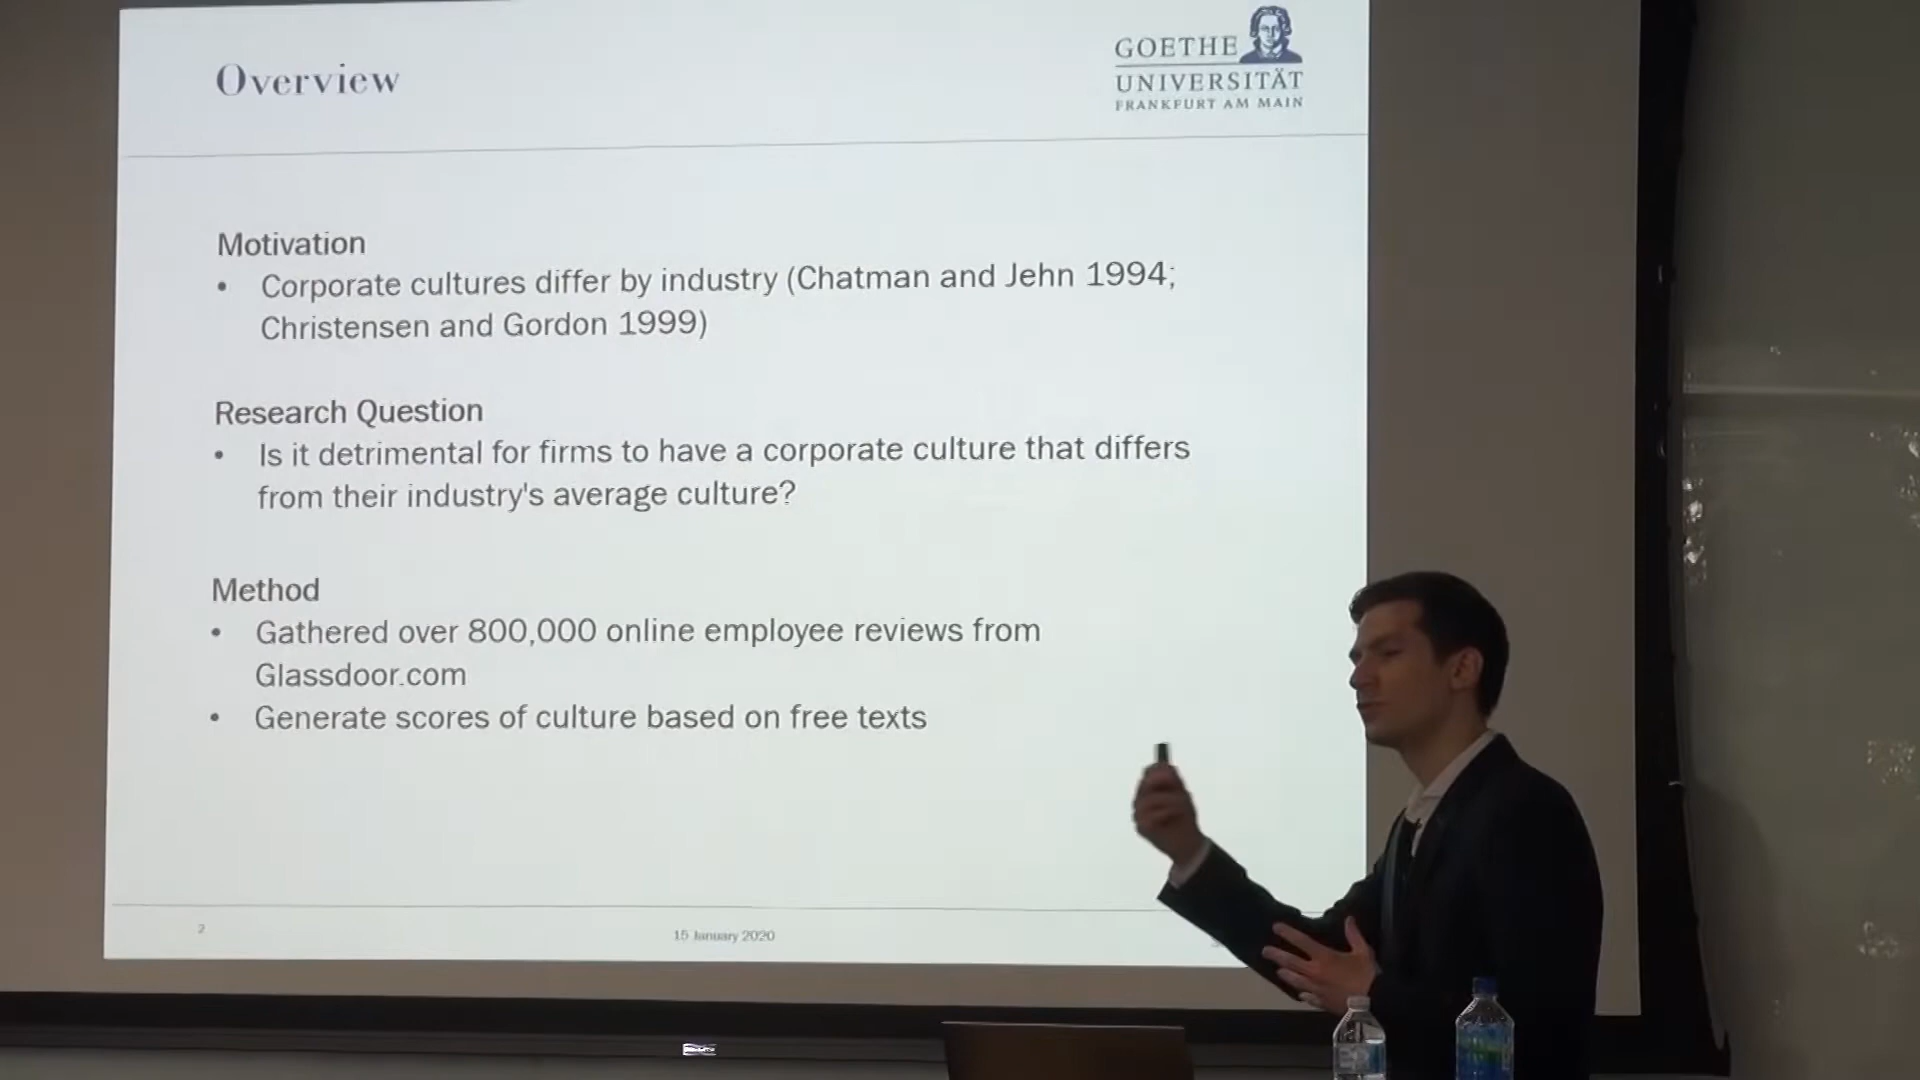 Overview
GOETHE
UNIVERSITÄT
FRANKFURT AM MAIN
Motivation
• Corporate cultures differ by industry (Chatman and Jehn 1994;
Christensen and Gordon 1999)
Research Question
• Is it detrimental for firms to have a corporate culture that differs
from their industry's average culture?
Method
• Gathered over 800,000 online employee reviews from
Glassdoor.com
• Generate scores of culture based on free texts
2
15 January 2020